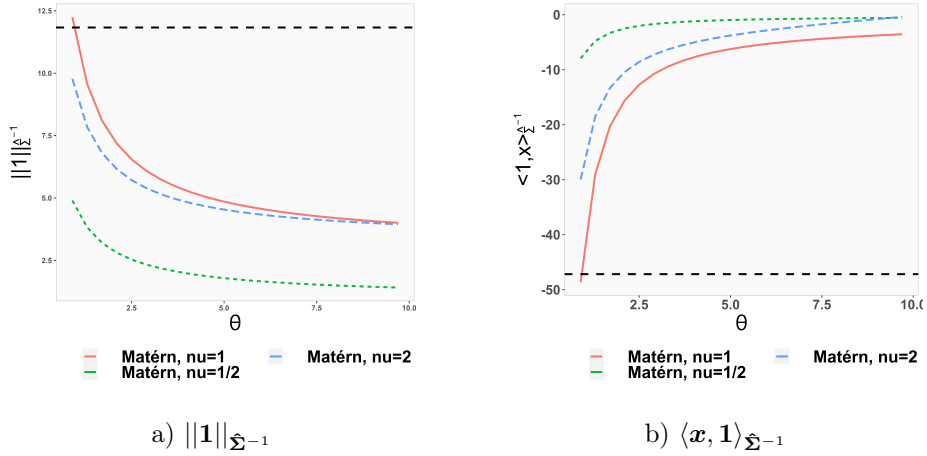 12.5
10.0
7.5
5.0
2.5
||1||Σ̂⁻¹
2.5 5.0 7.5 10.0
θ
Matérn, nu=1 Matérn, nu=2
Matérn, nu=1/2
a) ||1||Σ̂⁻¹
0
-10
-20
-30
-40
-50
<1,x>Σ̂⁻¹
2.5 5.0 7.5 10.0
θ
Matérn, nu=1 Matérn, nu=2
Matérn, nu=1/2
b) ⟨x, 1⟩Σ̂⁻¹